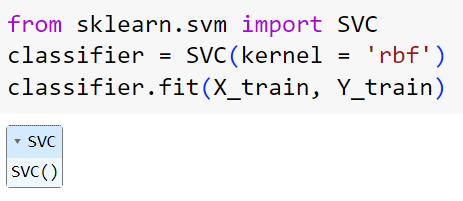 from sklearn.svm import SVC
classifier = SVC(kernel = 'rbf')
classifier.fit(X_train, Y_train)
▾ SVC
SVC()